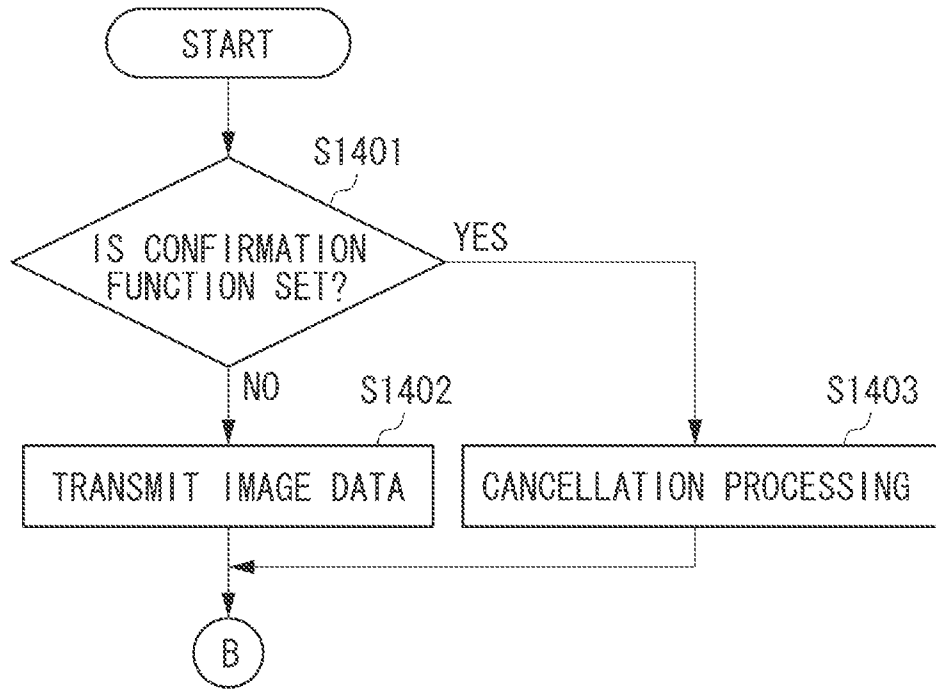 START
S1401
IS CONFIRMATION
FUNCTION SET?
YES
NO
S1402
S1403
TRANSMIT IMAGE DATA
CANCELLATION PROCESSING
B